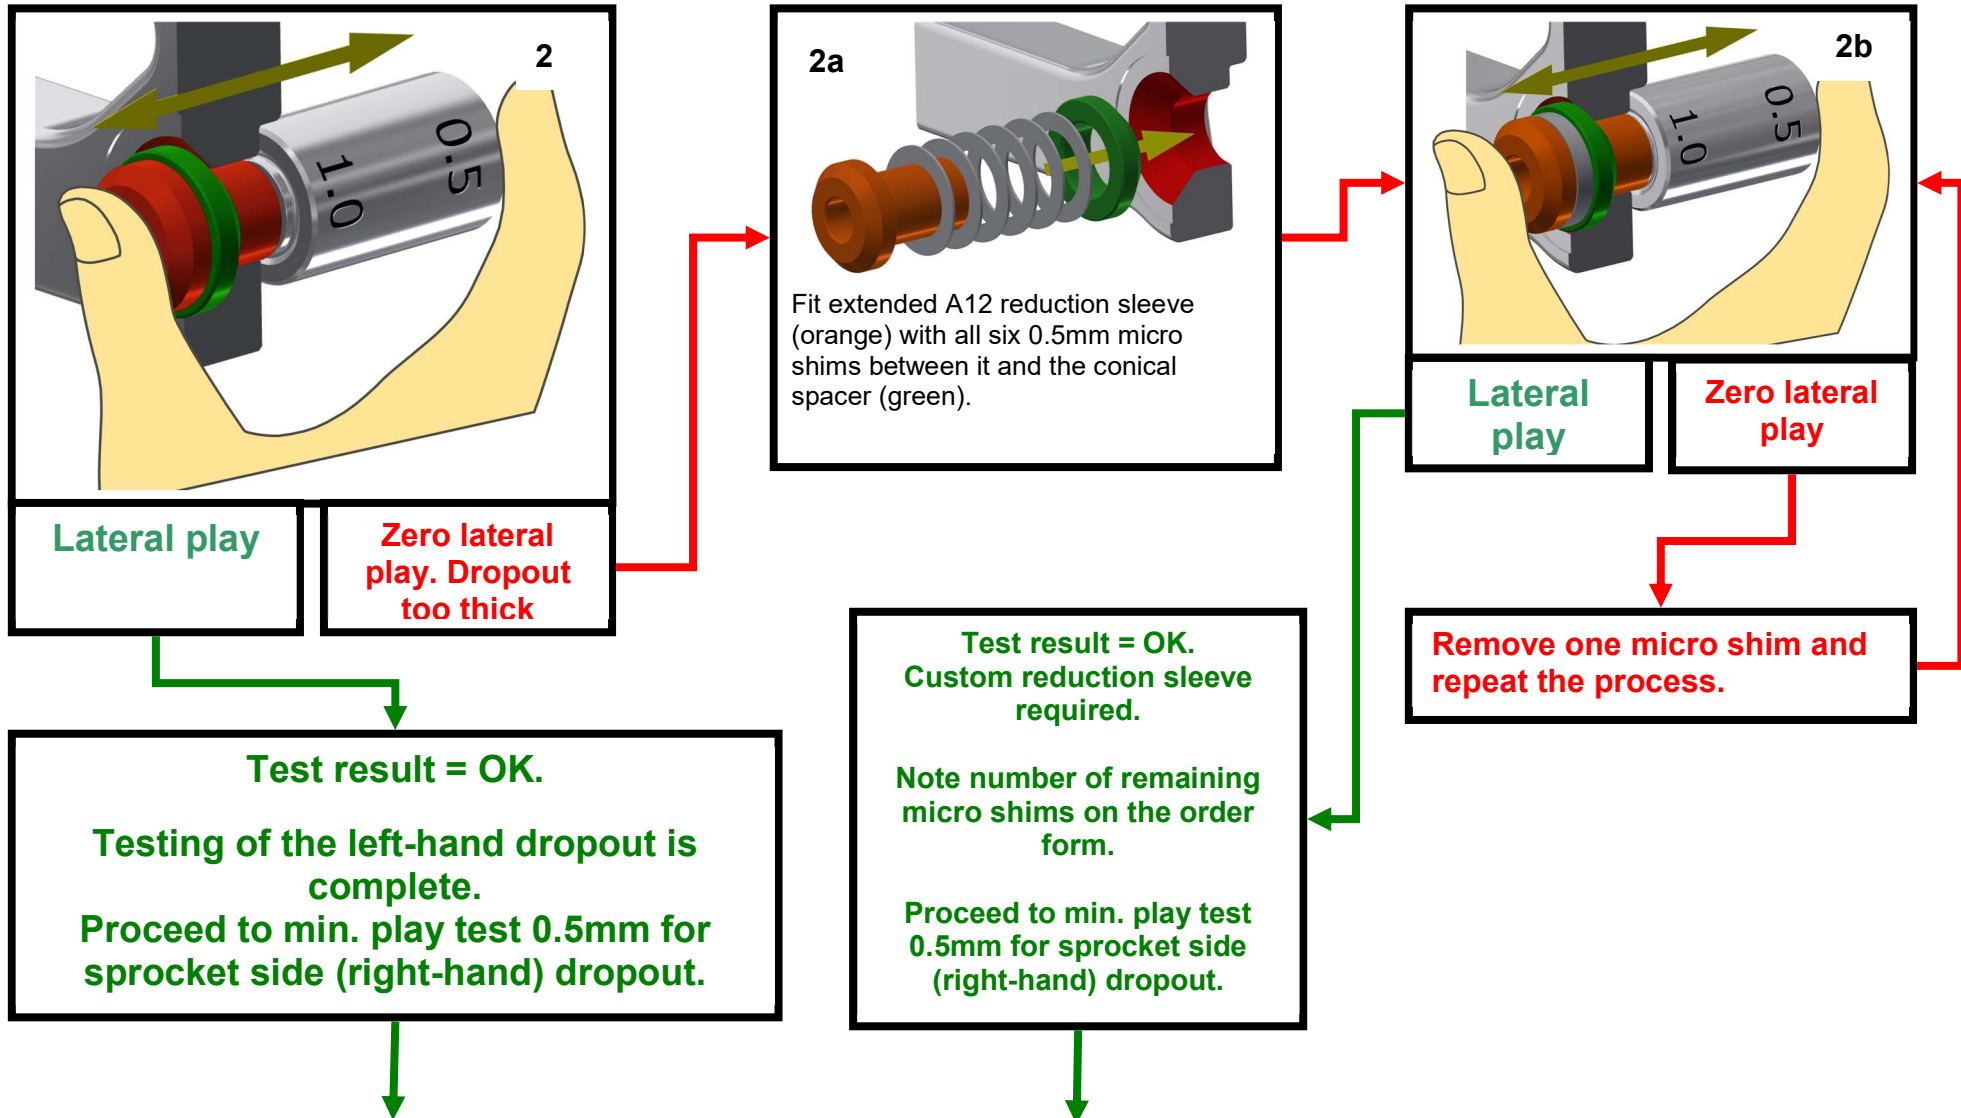 2
1.0
0.5
Lateral play
Zero lateral
play. Dropout
too thick
2a
Fit extended A12 reduction sleeve
(orange) with all six 0.5mm micro
shims between it and the conical
spacer (green).
2b
1.0
0.5
Lateral
play
Zero lateral
play
Remove one micro shim and
repeat the process.
Test result = OK.
Testing of the left-hand dropout is
complete.
Proceed to min. play test 0.5mm for
sprocket side (right-hand) dropout.
Test result = OK.
Custom reduction sleeve
required.
Note number of remaining
micro shims on the order
form.
Proceed to min. play test
0.5mm for sprocket side
(right-hand) dropout.